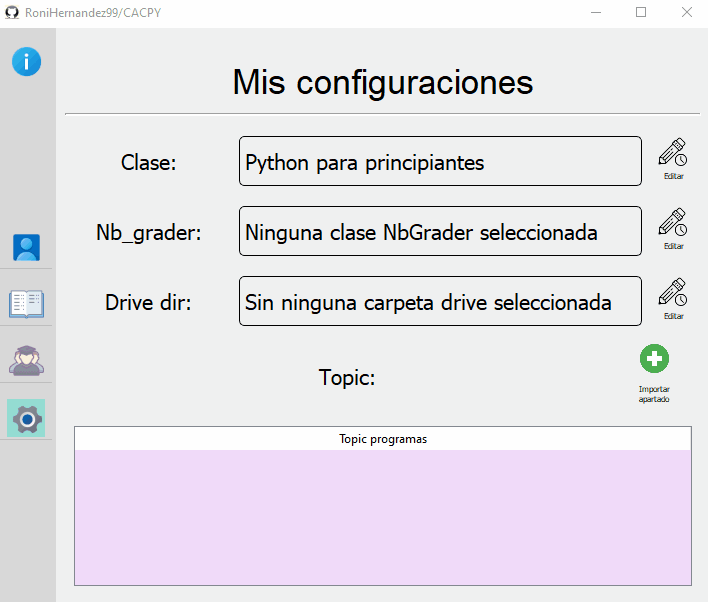 RoniHernandez99/CACPY
Mis configuraciones
Clase:
Python para principiantes
Editar
Nb_grader:
Ninguna clase NbGrader seleccionada
Editar
Drive dir:
Sin ninguna carpeta drive seleccionada
Editar
Topic:
Importar
apartado
Topic programas